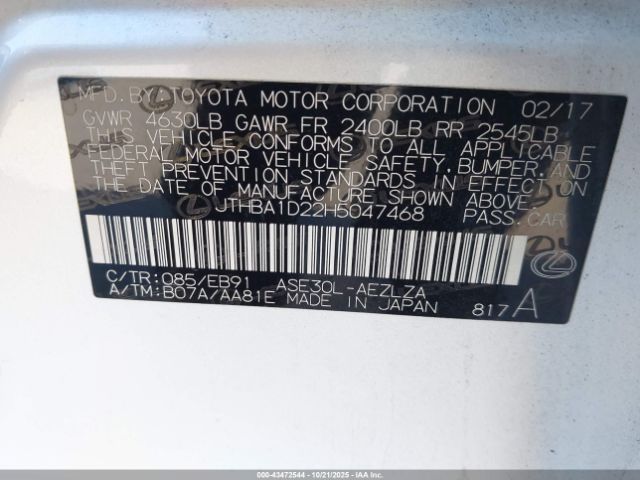 MFD. BY TOYOTA MOTOR CORPORATION 02/17
GVWR 4630LB GAWR FR 2400LB RR 2545LB
THIS VEHICLE CONFORMS TO ALL APPLICABLE
FEDERAL MOTOR VEHICLE SAFETY, BUMPER, AND
THEFT PREVENTION STANDARDS IN EFFECT ON
THE DATE OF MANUFACTURE SHOWN ABOVE.
JTHBA1D22H5047468 PASS.CAR
C/TR: 085/EB91 ASE30L-AEZLZA
A/TM: B07A/AA81E MADE IN JAPAN 817 A
000-43472544 | 10/21/2025 - IAAI.com